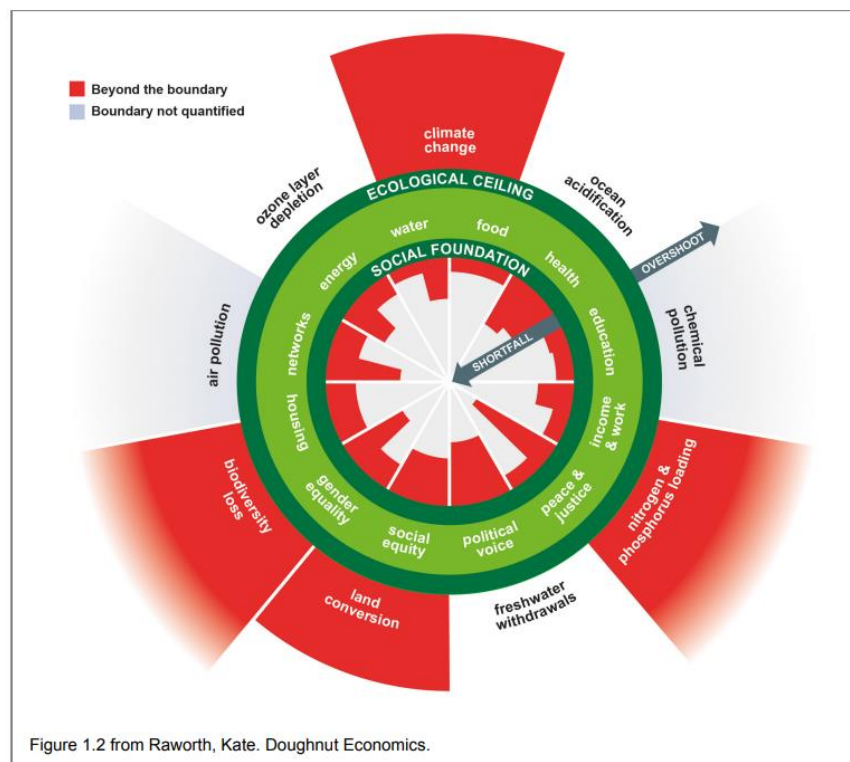 Beyond the boundary
Boundary not quantified
climate
change
ozone layer
depletion
ocean
acidification
ECOLOGICAL CEILING
OVERSHOOT
water
food
energy
health
SOCIAL FOUNDATION
SHORTFALL
networks
education
air pollution
chemical
pollution
housing
income
& work
gender
equality
peace &
justice
social
equity
political
voice
biodiversity
loss
nitrogen &
phosphorus loading
land
conversion
freshwater
withdrawals
Figure 1.2 from Raworth, Kate. Doughnut Economics.